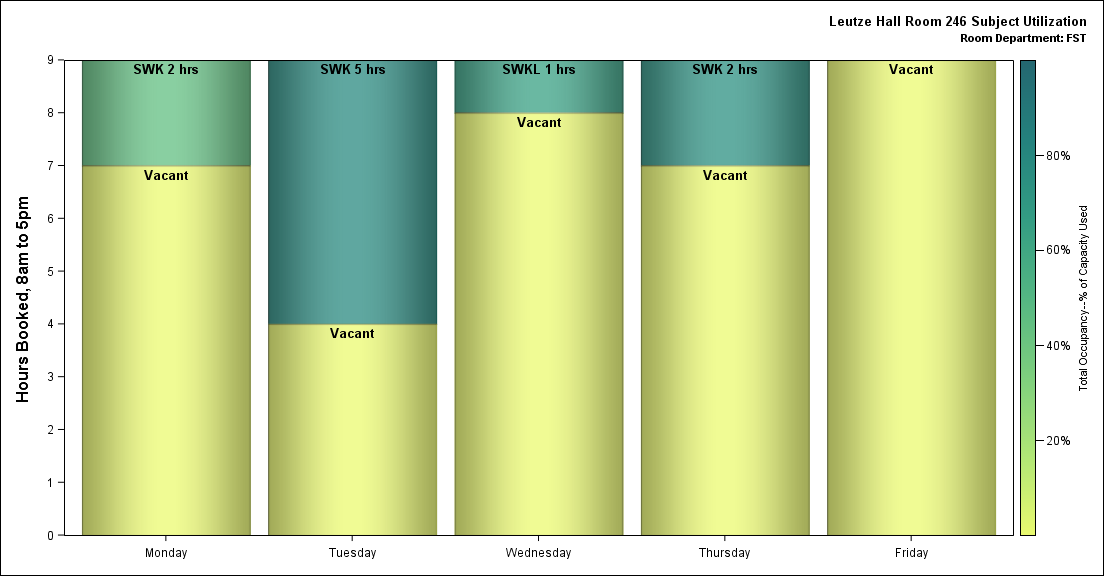 Leutze Hall Room 246 Subject Utilization
Room Department: FST
Hours Booked, 8am to 5pm
9
8
7
6
5
4
3
2
1
0
SWK 2 hrs
Vacant
SWK 5 hrs
Vacant
SWKL 1 hrs
Vacant
SWK 2 hrs
Vacant
Vacant
Monday
Tuesday
Wednesday
Thursday
Friday
80%
60%
40%
20%
Total Occupancy--% of Capacity Used